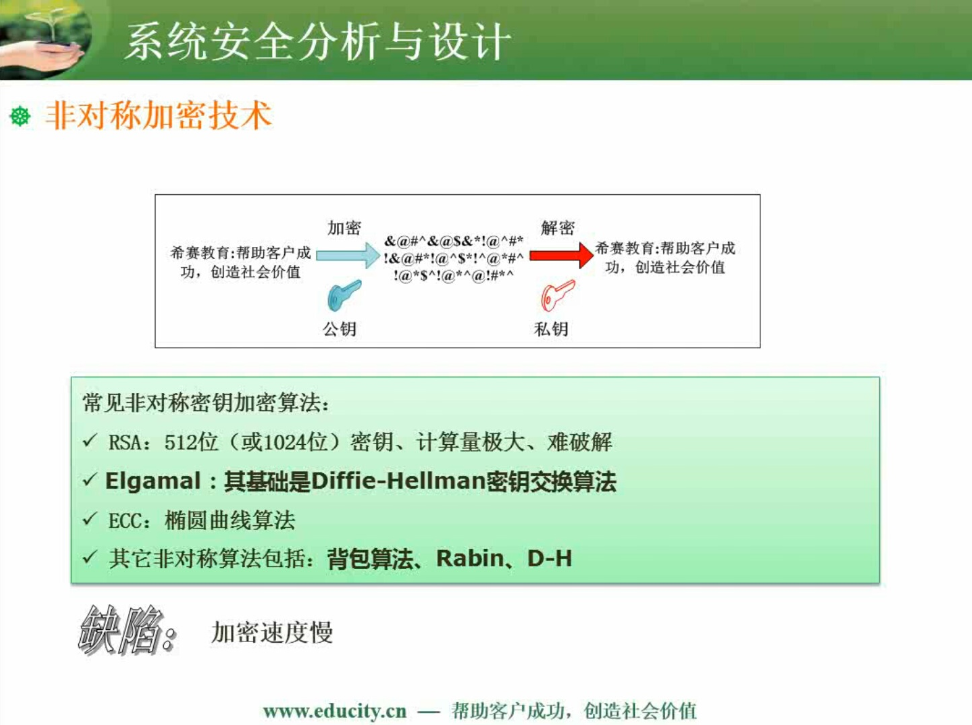 系统安全分析与设计
非对称加密技术
加密
解密
希赛教育:帮助客户成
功，创造社会价值
&@#^&@$&*!@^#*
!&@#*!@^$*!^@*#^
!@*$^!@*^@!#*^
希赛教育:帮助客户成
功，创造社会价值
公钥
私钥
常见非对称密钥加密算法：
✓ RSA：512位（或1024位）密钥、计算量极大、难破解
✓ Elgamal：其基础是Diffie-Hellman密钥交换算法
✓ ECC：椭圆曲线算法
✓ 其它非对称算法包括：背包算法、Rabin、D-H
缺陷： 加密速度慢
www.educity.cn — 帮助客户成功，创造社会价值